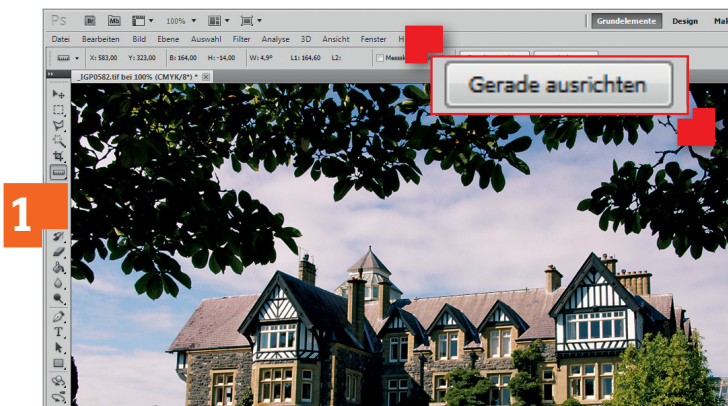 Ps Br Mb 100% Grundelemente Design Mal
Datei Bearbeiten Bild Ebene Auswahl Filter Analyse 3D Ansicht Fenster H
X: 583,00 Y: 323,00 B: 164,00 H: -14,00 W: 4,9° L1: 164,60 L2:
_IGP0582.tif bei 100% (CMYK/8*) *
Gerade ausrichten
1
T